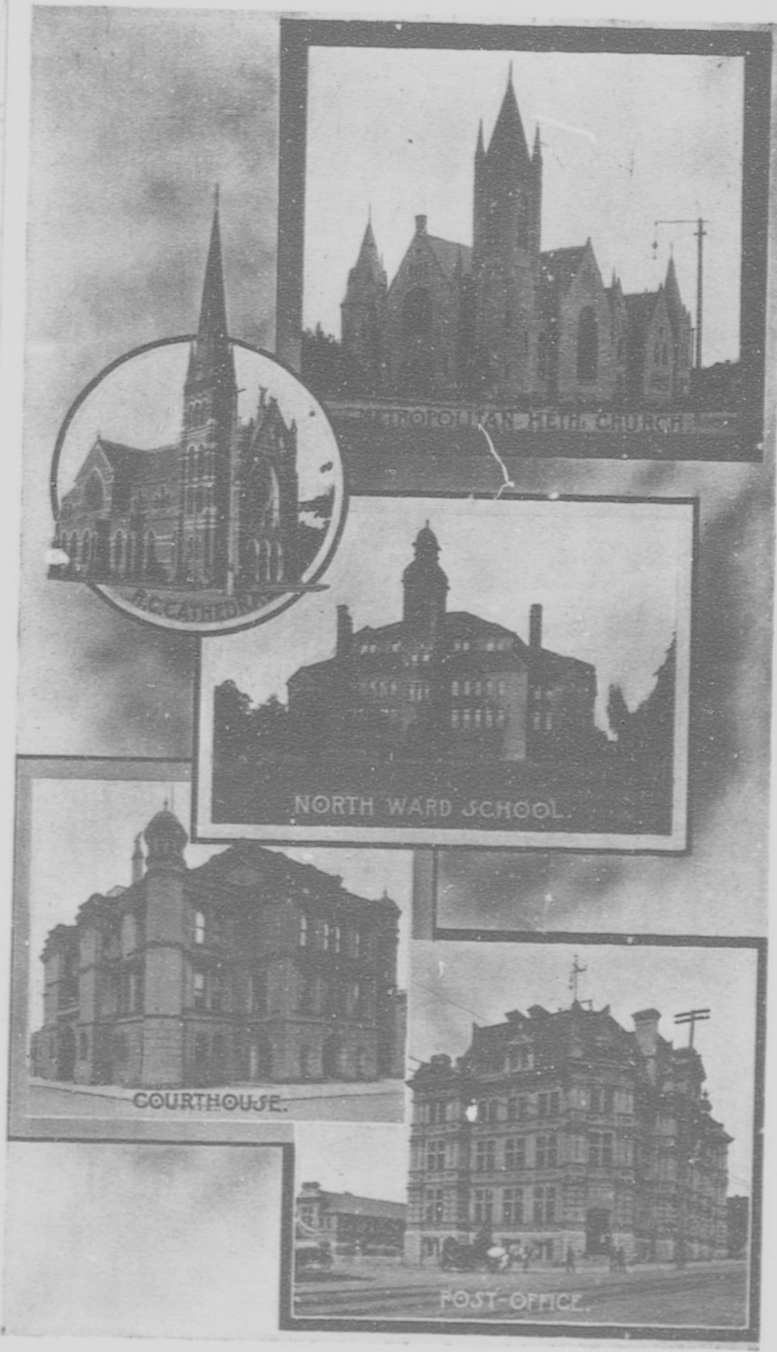 METROPOLITAN METH. CHURCH.
R.C. CATHEDRAL
NORTH WARD SCHOOL.
COURTHOUSE.
POST-OFFICE.